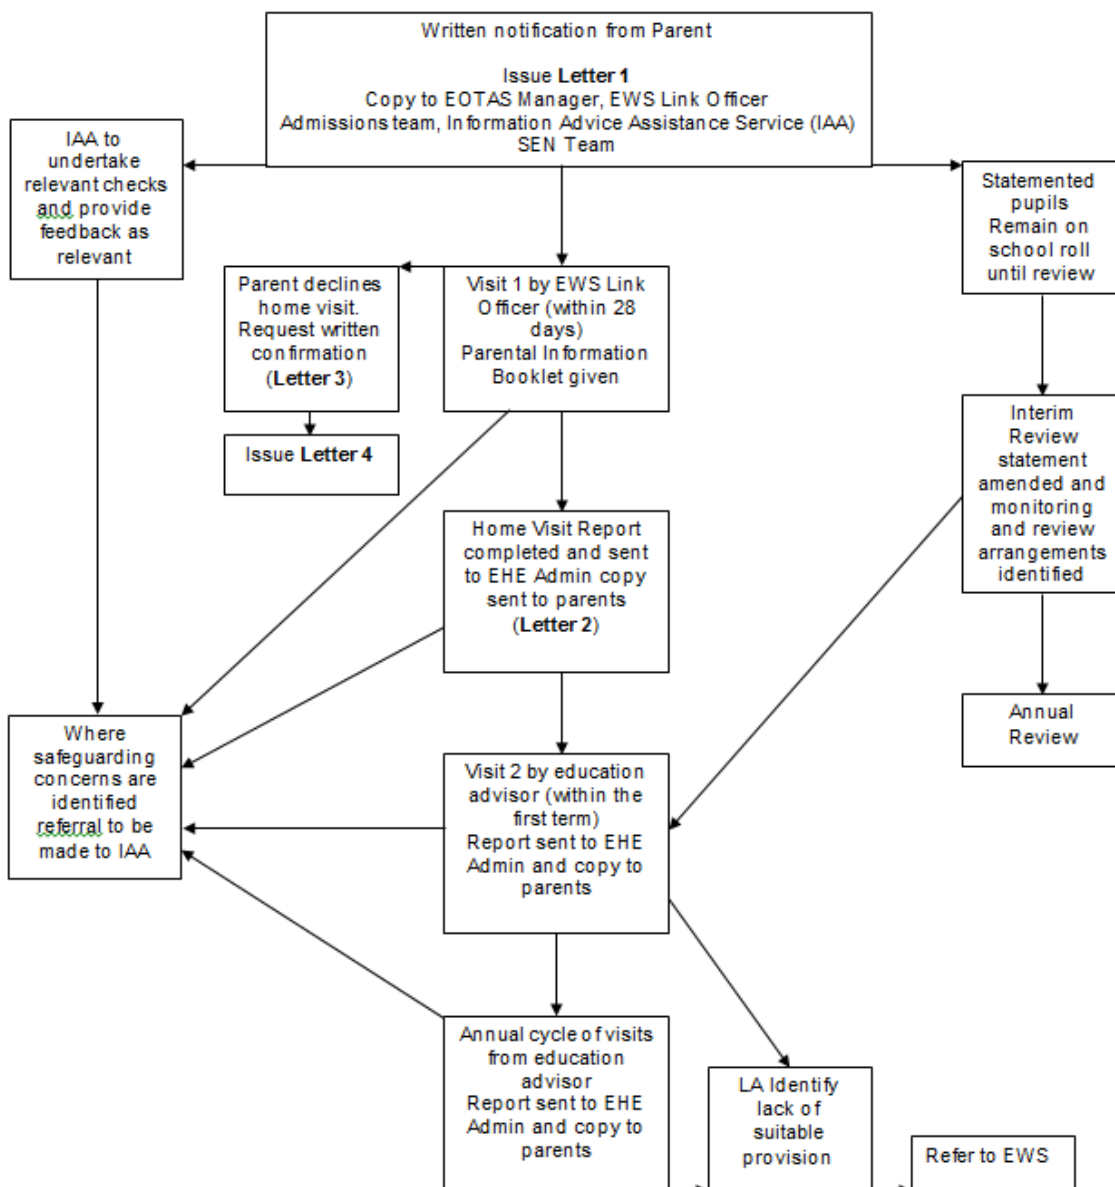 Written notification from Parent
Issue Letter 1
Copy to EOTAS Manager, EWS Link Officer
Admissions team, Information Advice Assistance Service (IAA)
SEN Team
IAA to
undertake
relevant checks
and provide
feedback as
relevant
Statemented
pupils
Remain on
school roll
until review
Parent declines
home visit.
Request written
confirmation
(Letter 3)
Visit 1 by EWS Link
Officer (within 28
days)
Parental Information
Booklet given
Issue Letter 4
Interim
Review
statement
amended and
monitoring
and review
arrangements
identified
Home Visit Report
completed and sent
to EHE Admin copy
sent to parents
(Letter 2)
Annual
Review
Where
safeguarding
concerns are
identified
referral to be
made to IAA
Visit 2 by education
advisor (within the
first term)
Report sent to EHE
Admin and copy to
parents
Annual cycle of visits
from education
advisor
Report sent to EHE
Admin and copy to
parents
LA Identify
lack of
suitable
provision
Refer to EWS